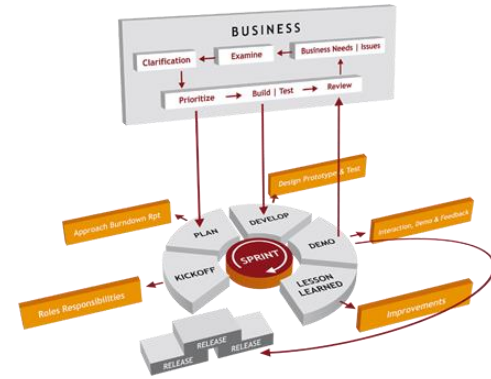 BUSINESS
Clarification
Examine
Business Needs | Issues
Prioritize
Build | Test
Review
Design Prototype & Test
Approach Burndown Rpt
DEVELOP
PLAN
DEMO
Interaction, Demo & Feedback
SPRINT
KICKOFF
LESSON
LEARNED
Roles Responsibilities
Improvements
RELEASE
RELEASE
RELEASE